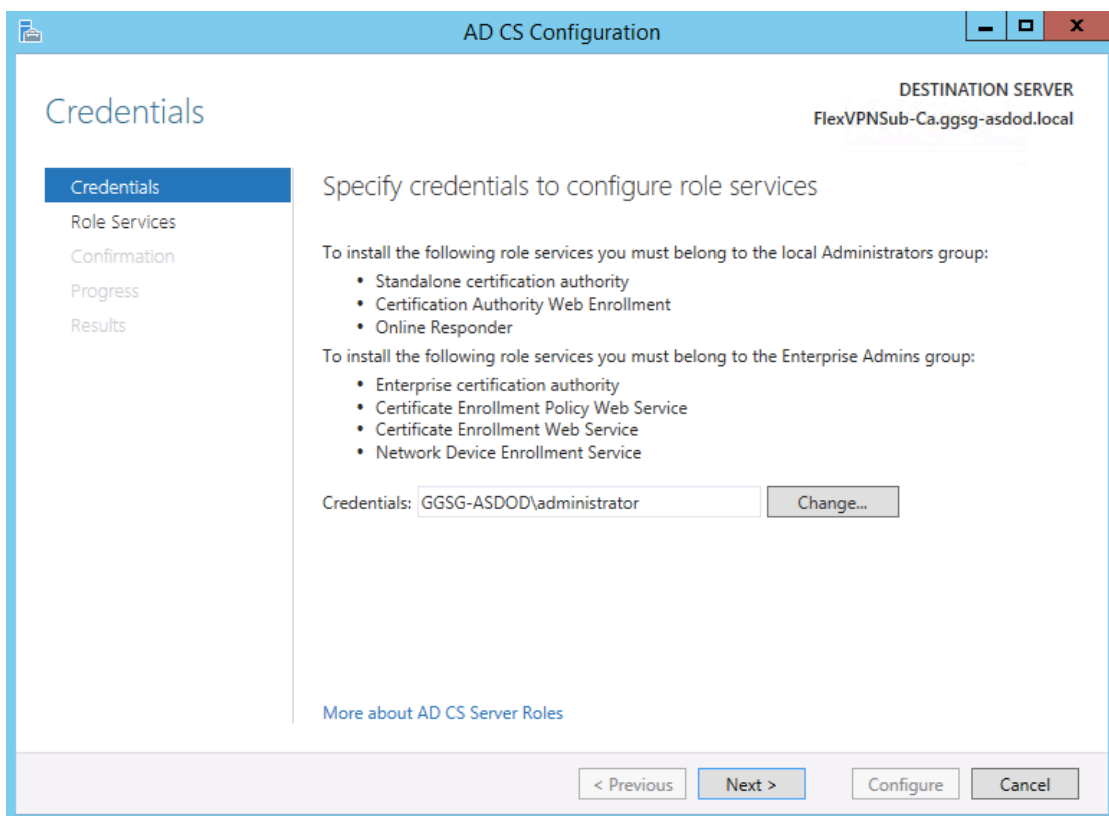 AD CS Configuration
Credentials
DESTINATION SERVER
FlexVPNSub-Ca.ggsg-asdod.local
Credentials
Role Services
Confirmation
Progress
Results
Specify credentials to configure role services
To install the following role services you must belong to the local Administrators group:
• Standalone certification authority
• Certification Authority Web Enrollment
• Online Responder
To install the following role services you must belong to the Enterprise Admins group:
• Enterprise certification authority
• Certificate Enrollment Policy Web Service
• Certificate Enrollment Web Service
• Network Device Enrollment Service
Credentials: GGSG-ASDOD\administrator Change...
More about AD CS Server Roles
< Previous Next > Configure Cancel